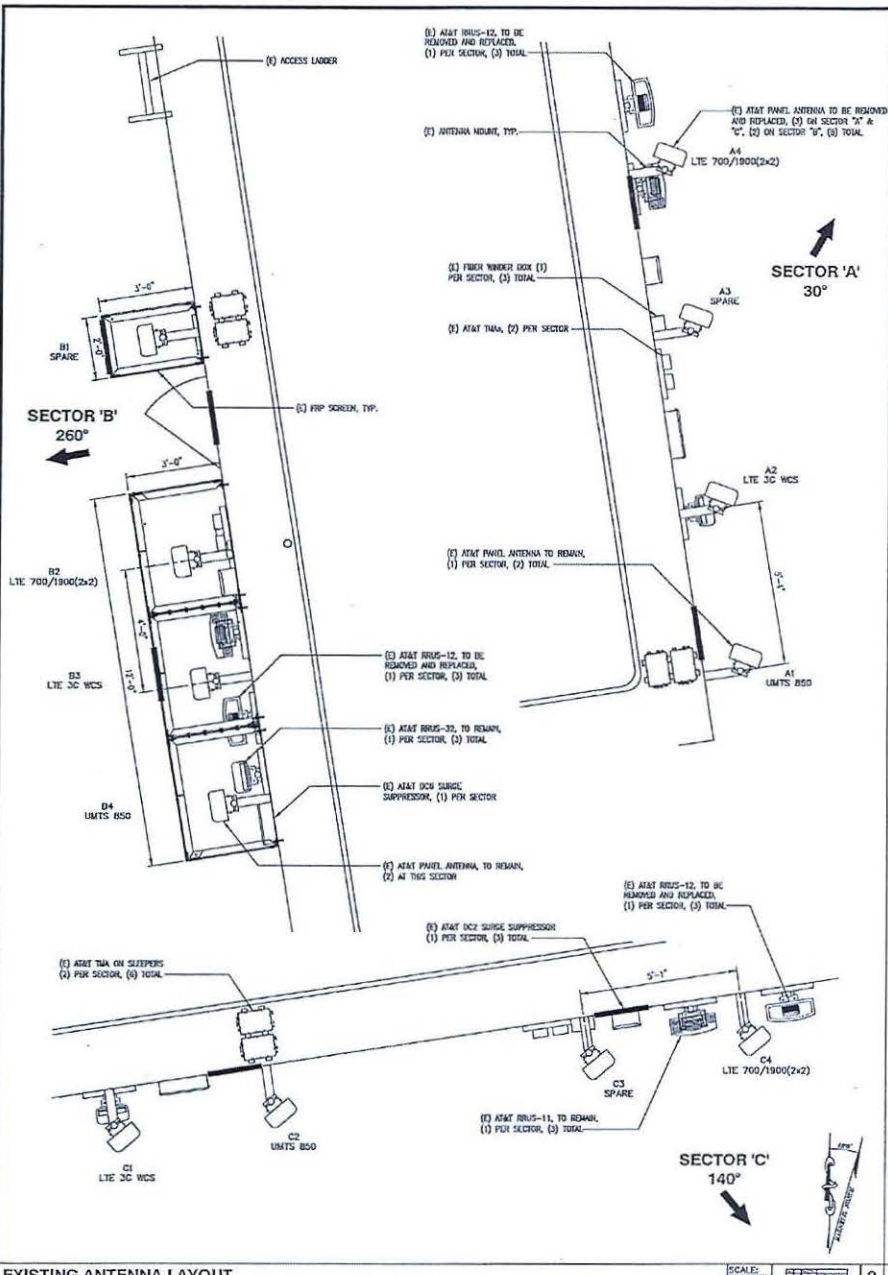 (E) ACCESS LADDER
(E) AT&T RRUS-12, TO BE
REMOVED AND REPLACED,
(1) PER SECTOR, (3) TOTAL
(E) AT&T PANEL ANTENNA TO BE REMOVED
AND REPLACED, (3) ON SECTOR "A" &
"C", (2) ON SECTOR "B", (8) TOTAL
(E) ANTENNA MOUNT, TYP.
A4
LTE 700/1900(2x2)
SECTOR 'A'
30°
(E) FIBER WINDER BOX (1)
PER SECTOR, (3) TOTAL
A3
SPARE
(E) AT&T TMAs, (2) PER SECTOR
3'-0"
2'-0"
B1
SPARE
(E) FRP SCREEN, TYP.
SECTOR 'B'
260°
3'-0"
A2
LTE 3C WCS
(E) AT&T PANEL ANTENNA TO REMAIN,
(1) PER SECTOR, (2) TOTAL
B2
LTE 700/1900(2x2)
4'-0"
12'-0"
A1
UMTS 850
B3
LTE 3C WCS
(E) AT&T RRUS-12, TO BE
REMOVED AND REPLACED,
(1) PER SECTOR, (3) TOTAL
(E) AT&T RRUS-32, TO REMAIN,
(1) PER SECTOR, (3) TOTAL
(E) AT&T DC6 SURGE
SUPPRESSOR, (1) PER SECTOR
B4
UMTS 850
(E) AT&T PANEL ANTENNA, TO REMAIN,
(2) AT THIS SECTOR
(E) AT&T RRUS-12, TO BE
REMOVED AND REPLACED,
(1) PER SECTOR, (3) TOTAL
(E) AT&T DC2 SURGE SUPPRESSOR
(1) PER SECTOR, (3) TOTAL
(E) AT&T TMA ON SLEEPERS
(2) PER SECTOR, (6) TOTAL
5'-1"
C4
LTE 700/1900(2x2)
C3
SPARE
(E) AT&T RRUS-11, TO REMAIN,
(1) PER SECTOR, (3) TOTAL
C2
UMTS 850
C1
LTE 3C WCS
SECTOR 'C'
140°
EXISTING ANTENNA LAYOUT
SCALE:
2